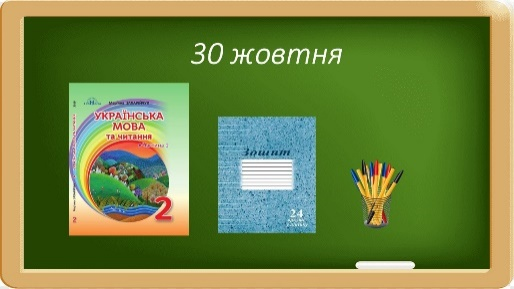 30 жовтня
УКРАЇНСЬКА
МОВА
та читання
2
Зошит
24